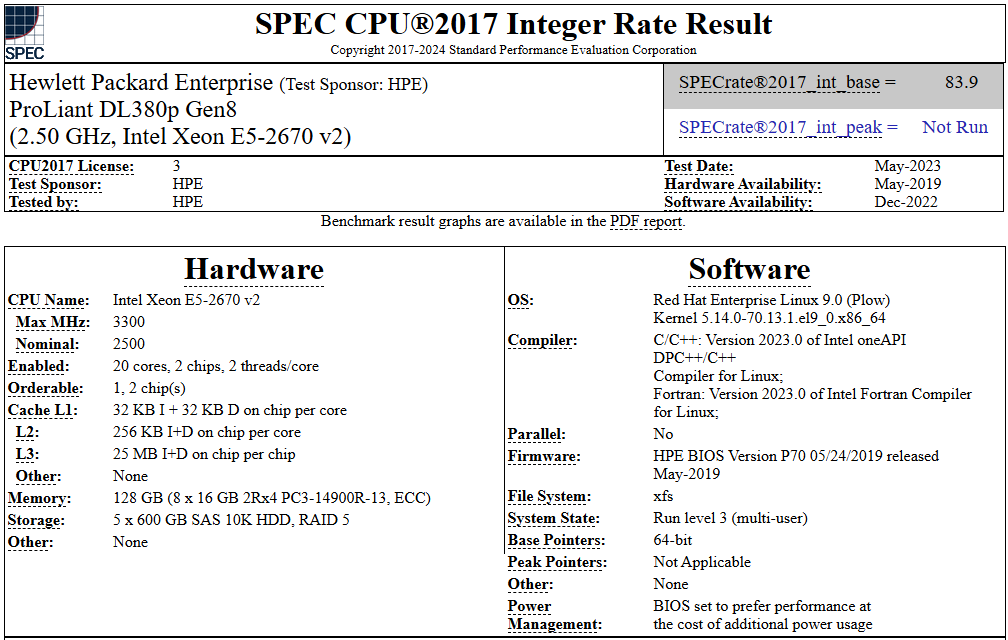 spec
SPEC CPU®2017 Integer Rate Result
Copyright 2017-2024 Standard Performance Evaluation Corporation
Hewlett Packard Enterprise (Test Sponsor: HPE)
ProLiant DL380p Gen8
(2.50 GHz, Intel Xeon E5-2670 v2)
SPECrate®2017_int_base = 83.9
SPECrate®2017_int_peak = Not Run
CPU2017 License: 3
Test Sponsor: HPE
Tested by: HPE
Test Date: May-2023
Hardware Availability: May-2019
Software Availability: Dec-2022
Benchmark result graphs are available in the PDF report.
Hardware
CPU Name: Intel Xeon E5-2670 v2
Max MHz: 3300
Nominal: 2500
Enabled: 20 cores, 2 chips, 2 threads/core
Orderable: 1, 2 chip(s)
Cache L1: 32 KB I + 32 KB D on chip per core
L2: 256 KB I+D on chip per core
L3: 25 MB I+D on chip per chip
Other: None
Memory: 128 GB (8 x 16 GB 2Rx4 PC3-14900R-13, ECC)
Storage: 5 x 600 GB SAS 10K HDD, RAID 5
Other: None
Software
OS: Red Hat Enterprise Linux 9.0 (Plow)
Kernel 5.14.0-70.13.1.el9_0.x86_64
Compiler: C/C++: Version 2023.0 of Intel oneAPI
DPC++/C++
Compiler for Linux;
Fortran: Version 2023.0 of Intel Fortran Compiler
for Linux;
Parallel: No
Firmware: HPE BIOS Version P70 05/24/2019 released
May-2019
File System: xfs
System State: Run level 3 (multi-user)
Base Pointers: 64-bit
Peak Pointers: Not Applicable
Other: None
Power BIOS set to prefer performance at
Management: the cost of additional power usage